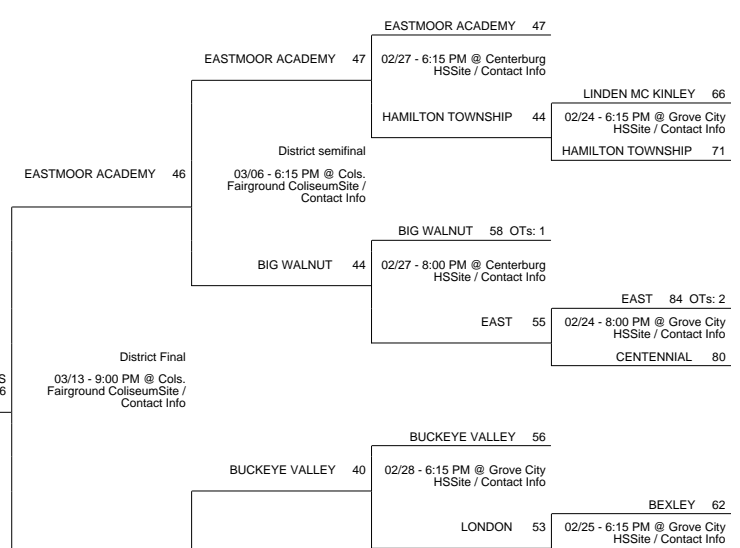 EASTMOOR ACADEMY 47
EASTMOOR ACADEMY 47
02/27 - 6:15 PM @ Centerburg
HSSite / Contact Info
LINDEN MC KINLEY 66
HAMILTON TOWNSHIP 44
02/24 - 6:15 PM @ Grove City
HSSite / Contact Info
District semifinal
HAMILTON TOWNSHIP 71
EASTMOOR ACADEMY 46
03/06 - 6:15 PM @ Cols.
Fairground ColiseumSite /
Contact Info
BIG WALNUT 58 OTs: 1
BIG WALNUT 44
02/27 - 8:00 PM @ Centerburg
HSSite / Contact Info
EAST 84 OTs: 2
EAST 55
02/24 - 8:00 PM @ Grove City
HSSite / Contact Info
District Final
CENTENNIAL 80
S
6
03/13 - 9:00 PM @ Cols.
Fairground ColiseumSite /
Contact Info
BUCKEYE VALLEY 56
BUCKEYE VALLEY 40
02/28 - 6:15 PM @ Grove City
HSSite / Contact Info
BEXLEY 62
LONDON 53
02/25 - 6:15 PM @ Grove City
HSSite / Contact Info